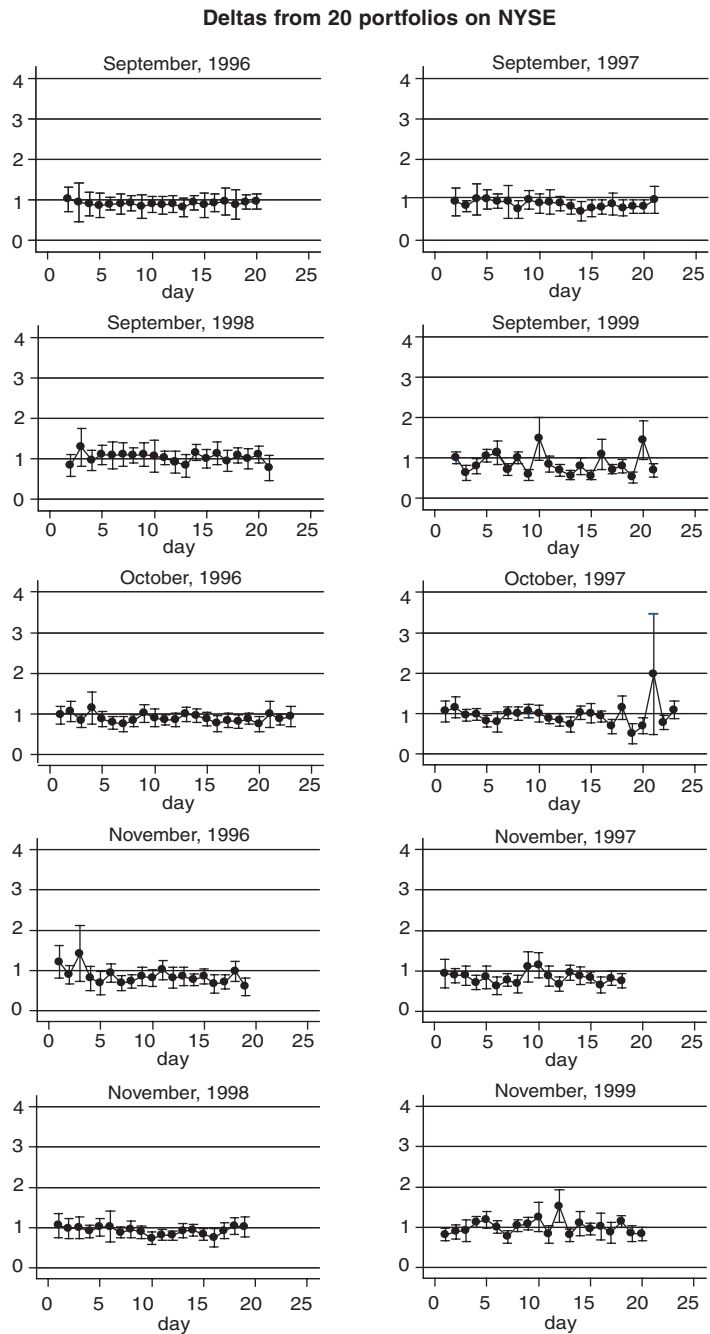 Deltas from 20 portfolios on NYSE
September, 1996
4
3
2
1
0
0 5 10 15 20 25
day
September, 1997
4
3
2
1
0
0 5 10 15 20 25
day
September, 1998
4
3
2
1
0
0 5 10 15 20 25
day
September, 1999
4
3
2
1
0
0 5 10 15 20 25
day
October, 1996
4
3
2
1
0
0 5 10 15 20 25
day
October, 1997
4
3
2
1
0
0 5 10 15 20 25
day
November, 1996
4
3
2
1
0
0 5 10 15 20 25
day
November, 1997
4
3
2
1
0
0 5 10 15 20 25
day
November, 1998
4
3
2
1
0
0 5 10 15 20 25
day
November, 1999
4
3
2
1
0
0 5 10 15 20 25
day